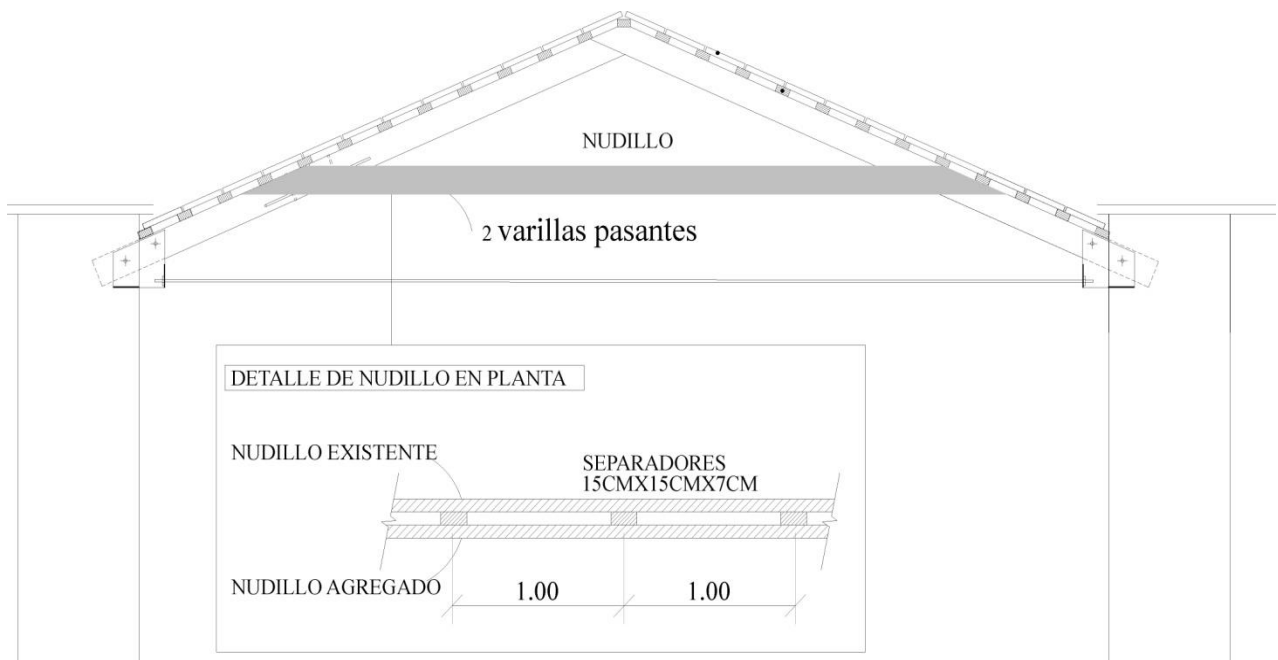 NUDILLO
2 varillas pasantes
DETALLE DE NUDILLO EN PLANTA
NUDILLO EXISTENTE
SEPARADORES
15CMX15CMX7CM
NUDILLO AGREGADO
1.00 1.00